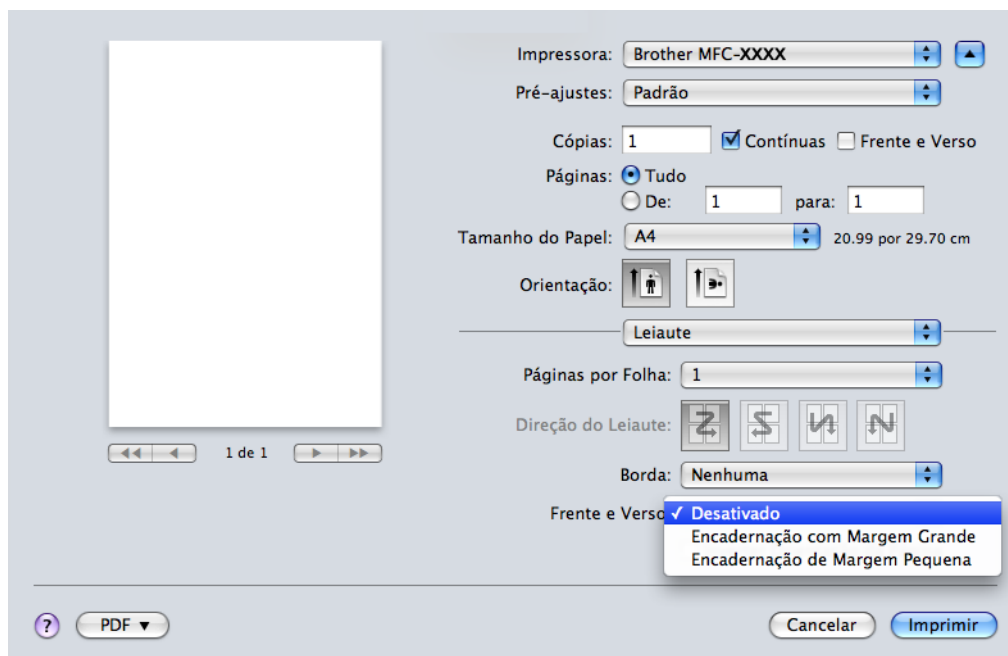 Impressora: Brother MFC-XXXX
Pré-ajustes: Padrão
Cópias: 1 Contínuas Frente e Verso
Páginas: Tudo
De: 1 para: 1
Tamanho do Papel: A4 20.99 por 29.70 cm
Orientação:
Leiaute
Páginas por Folha: 1
Direção do Leiaute:
1 de 1
Borda: Nenhuma
Frente e Verso ✓ Desativado
Encadernação com Margem Grande
Encadernação de Margem Pequena
? PDF ▼ Cancelar Imprimir